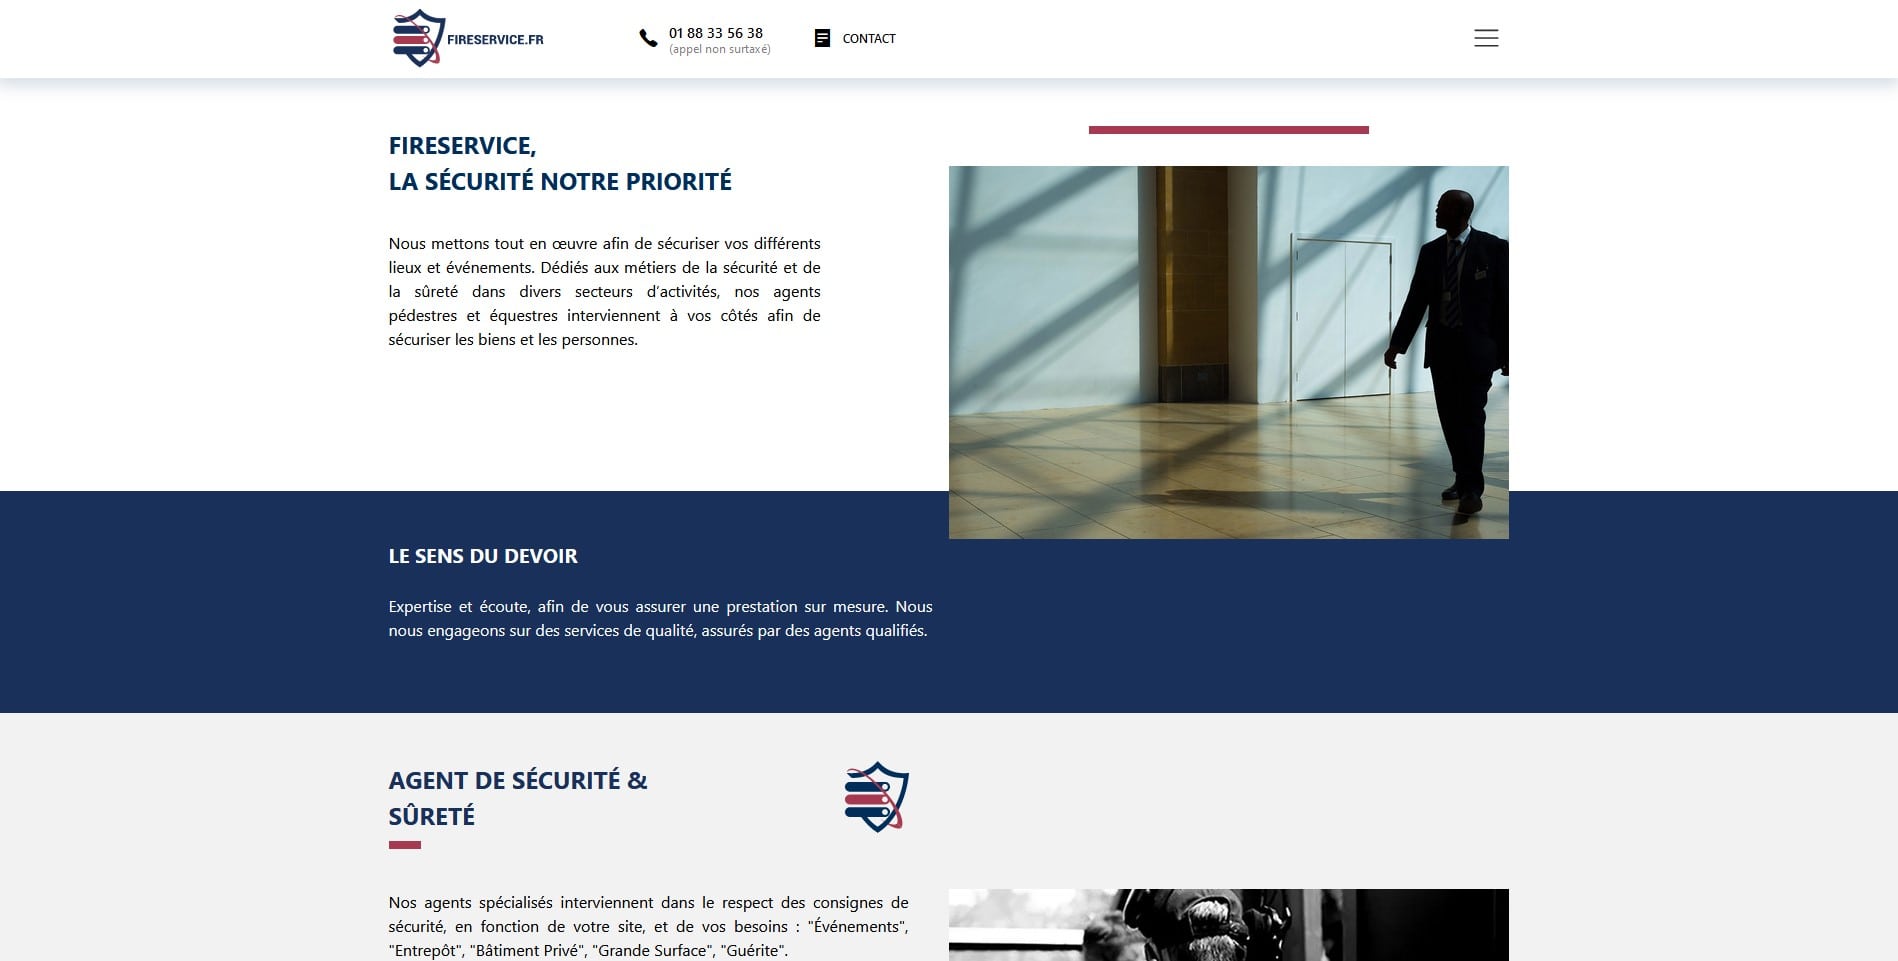 FIRESERVICE.FR
01 88 33 56 38
(appel non surtaxé)
CONTACT
FIRESERVICE,
LA SÉCURITÉ NOTRE PRIORITÉ
Nous mettons tout en œuvre afin de sécuriser vos différents
lieux et événements. Dédiés aux métiers de la sécurité et de
la sûreté dans divers secteurs d'activités, nos agents
pédestres et équestres interviennent à vos côtés afin de
sécuriser les biens et les personnes.
LE SENS DU DEVOIR
Expertise et écoute, afin de vous assurer une prestation sur mesure. Nous
nous engageons sur des services de qualité, assurés par des agents qualifiés.
AGENT DE SÉCURITÉ &
SÛRETÉ
Nos agents spécialisés interviennent dans le respect des consignes de
sécurité, en fonction de votre site, et de vos besoins : "Événements",
"Entrepôt", "Bâtiment Privé", "Grande Surface", "Guérite".